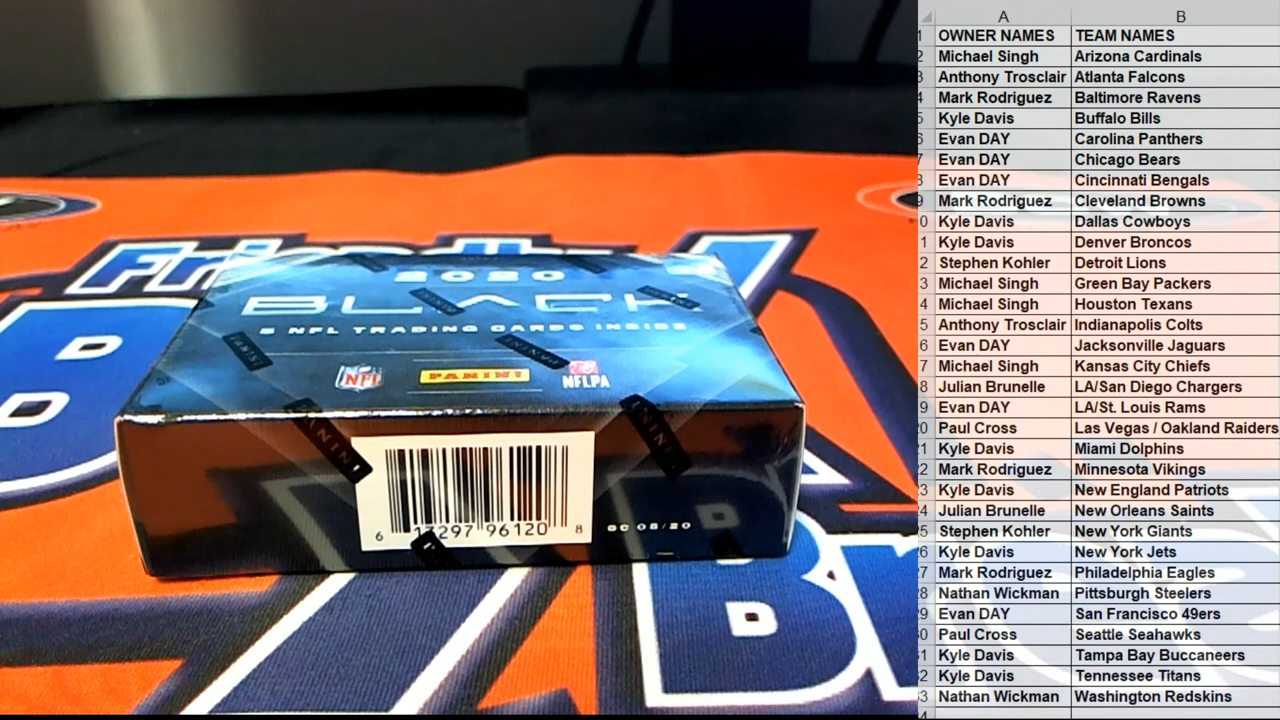 2020
BLACK
5 NFL TRADING CARDS INSIDE
NFL PANINI NFLPA
PANINI
PANINI
PANINI
6 13297 96120 8
QC 08/20
A B
OWNER NAMES TEAM NAMES
Michael Singh Arizona Cardinals
Anthony Trosclair Atlanta Falcons
Mark Rodriguez Baltimore Ravens
Kyle Davis Buffalo Bills
Evan DAY Carolina Panthers
Evan DAY Chicago Bears
Evan DAY Cincinnati Bengals
Mark Rodriguez Cleveland Browns
Kyle Davis Dallas Cowboys
Kyle Davis Denver Broncos
Stephen Kohler Detroit Lions
Michael Singh Green Bay Packers
Michael Singh Houston Texans
Anthony Trosclair Indianapolis Colts
Evan DAY Jacksonville Jaguars
Michael Singh Kansas City Chiefs
Julian Brunelle LA/San Diego Chargers
Evan DAY LA/St. Louis Rams
Paul Cross Las Vegas / Oakland Raiders
Kyle Davis Miami Dolphins
Mark Rodriguez Minnesota Vikings
Kyle Davis New England Patriots
Julian Brunelle New Orleans Saints
Stephen Kohler New York Giants
Kyle Davis New York Jets
Mark Rodriguez Philadelphia Eagles
Nathan Wickman Pittsburgh Steelers
Evan DAY San Francisco 49ers
Paul Cross Seattle Seahawks
Kyle Davis Tampa Bay Buccaneers
Kyle Davis Tennessee Titans
Nathan Wickman Washington Redskins